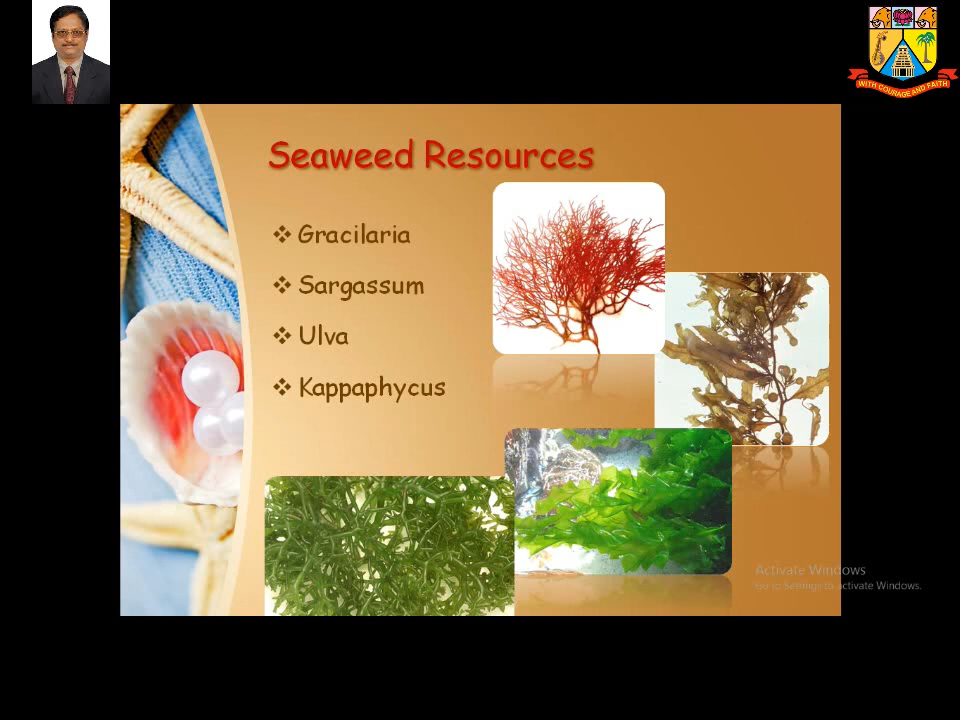 WITH COURAGE AND FAITH
Seaweed Resources
Gracilaria
Sargassum
Ulva
Kappaphycus
Activate Windows
Go to Settings to activate Windows.